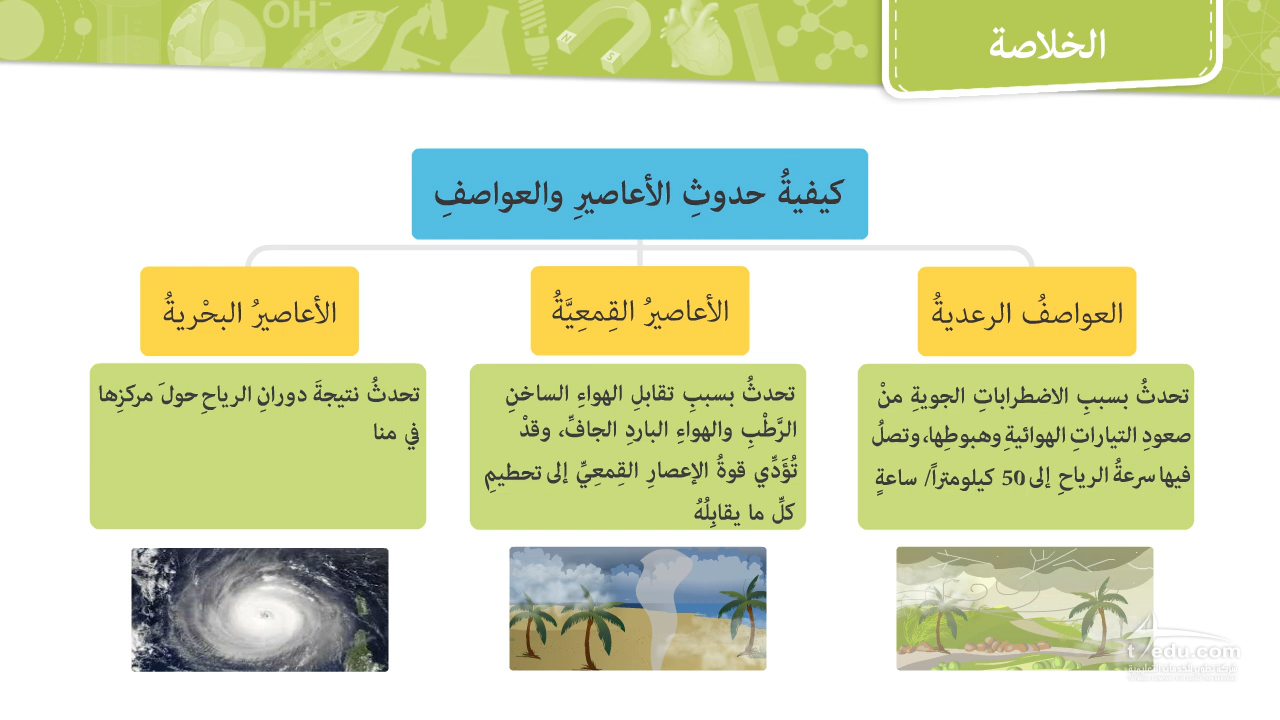 OH⁻
الخلاصة
كيفيةُ حدوثِ الأعاصيرِ والعواصفِ
العواصفُ الرعديةُ
تحدثُ بسببِ الاضطراباتِ الجويةِ منْ
صعودِ التياراتِ الهوائيةِ وهبوطِها، وتصلُ
فيها سرعةُ الرياحِ إلى 50 كيلومتراً/ ساعةٍ
الأعاصيرُ القِمعِيَّةُ
تحدثُ بسببِ تقابلِ الهواءِ الساخنِ
الرَّطْبِ والهواءِ الباردِ الجافِّ، وقدْ
تُؤَدِّي قوةُ الإعصارِ القِمعِيِّ إلى تحطيمِ
كلِّ ما يقابِلُهُ
الأعاصيرُ البحْريةُ
تحدثُ نتيجةَ دورانِ الرياحِ حولَ مركزِها
في منا
edu.com